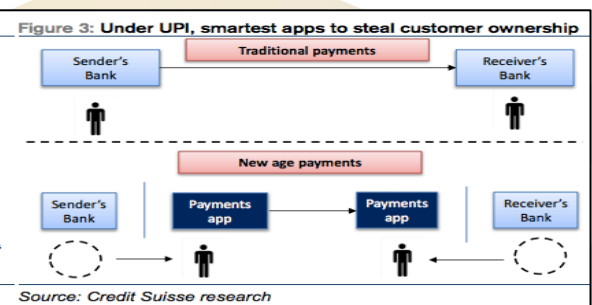 Figure 3: Under UPI, smartest apps to steal customer ownership
Traditional payments
Sender's
Bank
Receiver's
Bank
New age payments
Sender's
Bank
Payments
app
Payments
app
Receiver's
Bank
Source: Credit Suisse research